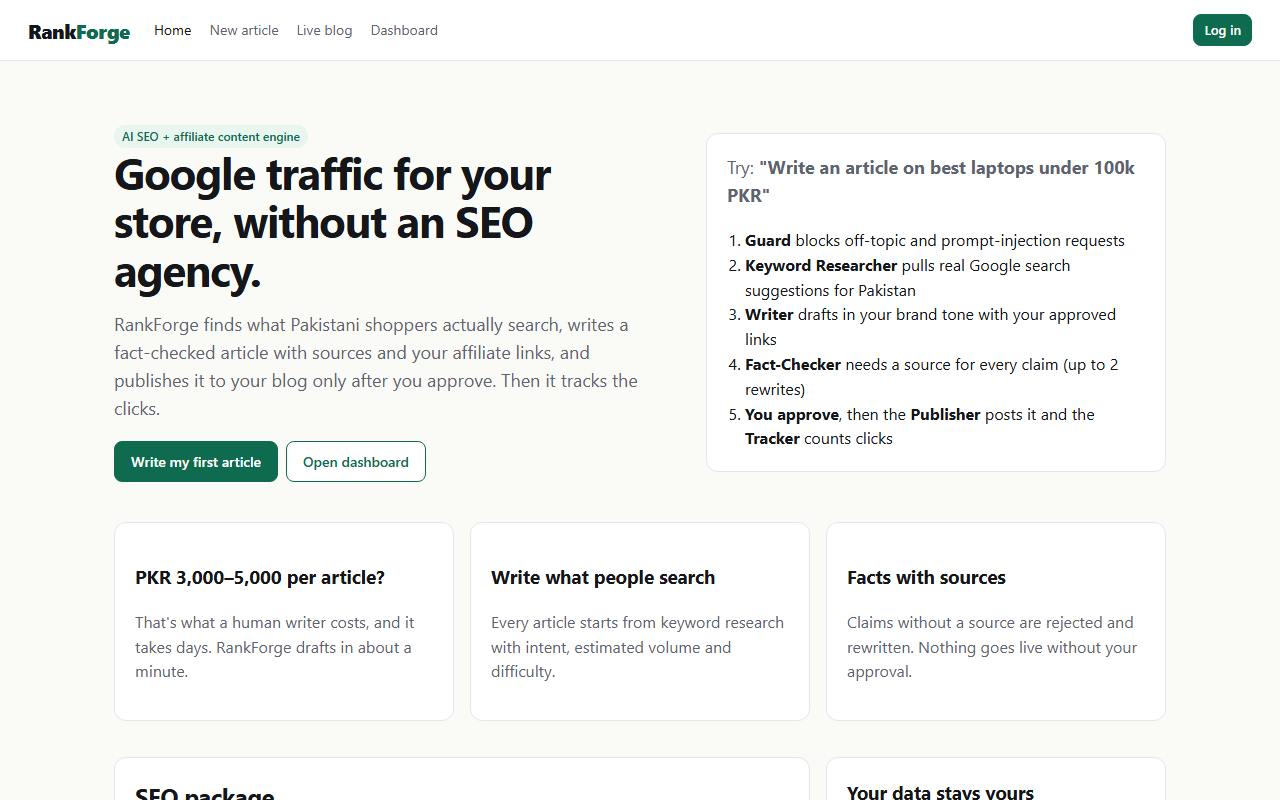 RankForge
Home
New article
Live blog
Dashboard
Log in
AI SEO + affiliate content engine
Google traffic for your
store, without an SEO
agency.
RankForge finds what Pakistani shoppers actually search, writes a
fact-checked article with sources and your affiliate links, and
publishes it to your blog only after you approve. Then it tracks the
clicks.
Write my first article
Open dashboard
Try: "Write an article on best laptops under 100k
PKR"
1. Guard blocks off-topic and prompt-injection requests
2. Keyword Researcher pulls real Google search
suggestions for Pakistan
3. Writer drafts in your brand tone with your approved
links
4. Fact-Checker needs a source for every claim (up to 2
rewrites)
5. You approve, then the Publisher posts it and the
Tracker counts clicks
PKR 3,000–5,000 per article?
That's what a human writer costs, and it
takes days. RankForge drafts in about a
minute.
Write what people search
Every article starts from keyword research
with intent, estimated volume and
difficulty.
Facts with sources
Claims without a source are rejected and
rewritten. Nothing goes live without your
approval.
SEO package
Your data stays yours